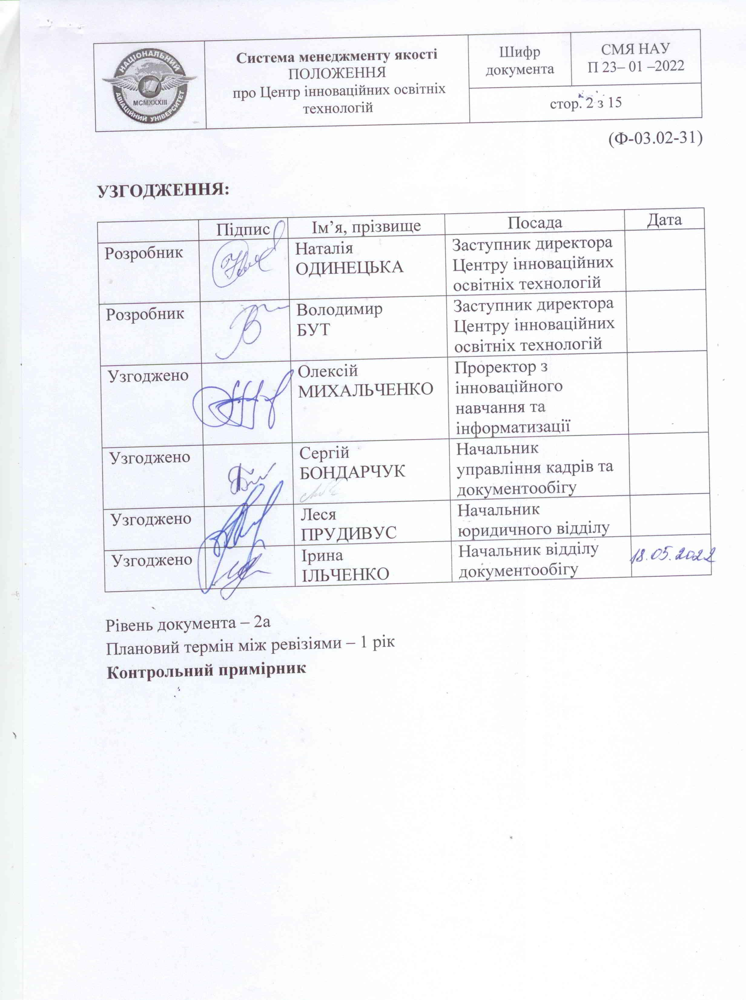 НАЦІОНАЛЬНИЙ
MCMXXXIII
АВІАЦІЙНИЙ УНІВЕРСИТЕТ
Система менеджменту якості
ПОЛОЖЕННЯ
про Центр інноваційних освітніх
технологій
Шифр
документа
СМЯ НАУ
П 23– 01 –2022
стор. 2 з 15
(Ф-03.02-31)
УЗГОДЖЕННЯ:
Підпис Ім’я, прізвище Посада Дата
Розробник Наталія Заступник директора
ОДИНЕЦЬКА Центру інноваційних
освітніх технологій
Розробник Володимир Заступник директора
БУТ Центру інноваційних
освітніх технологій
Узгоджено Олексій Проректор з
МИХАЛЬЧЕНКО інноваційного
навчання та
інформатизації
Узгоджено Сергій Начальник
БОНДАРЧУК управління кадрів та
документообігу
Узгоджено Леся Начальник
ПРУДИВУС юридичного відділу
Узгоджено Ірина Начальник відділу 18.05.2022
ІЛЬЧЕНКО документообігу
Рівень документа – 2а
Плановий термін між ревізіями – 1 рік
Контрольний примірник